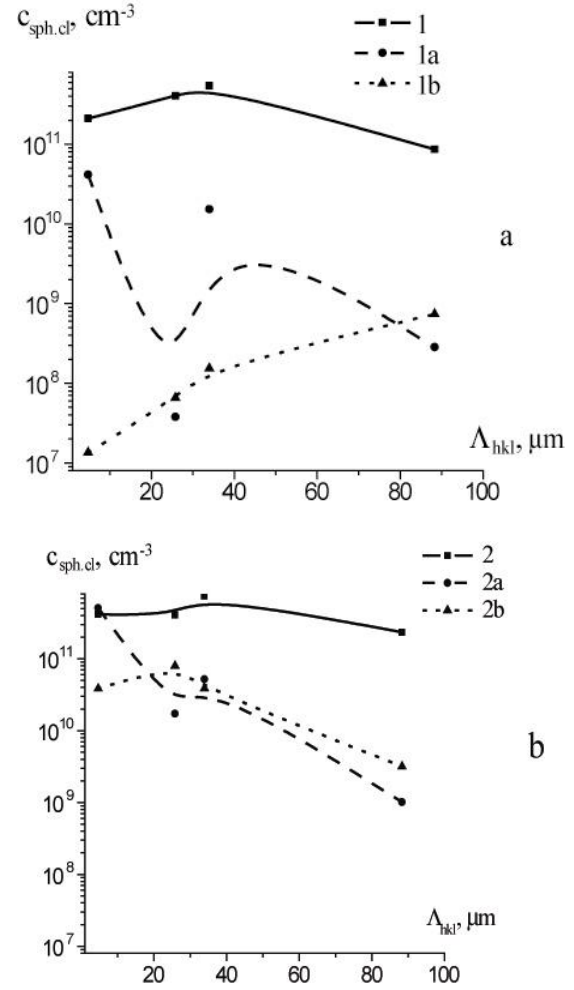 c_sph.cl, cm^-3
1
1a
1b
10^11
10^10
10^9
10^8
10^7
a
Λ_hkl, μm
20 40 60 80 100
c_sph.cl, cm^-3
2
2a
2b
10^11
10^10
10^9
10^8
10^7
b
Λ_hkl, μm
20 40 60 80 100